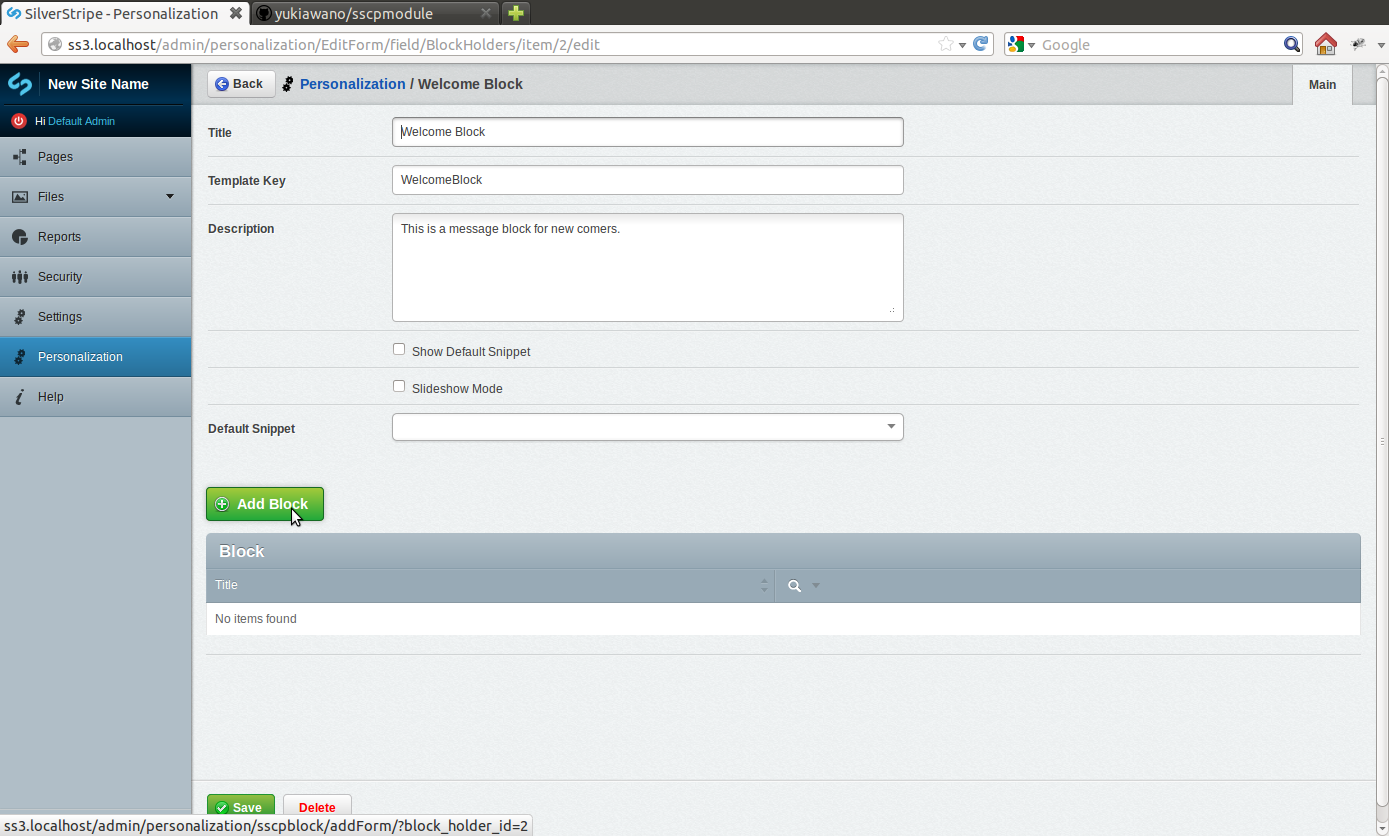 SilverStripe - Personalization
yukiawano/sscpmodule
ss3.localhost/admin/personalization/EditForm/field/BlockHolders/item/2/edit
Google
New Site Name
Back
Personalization / Welcome Block
Main
Hi Default Admin
Pages
Files
Reports
Security
Settings
Personalization
Help
Title
Welcome Block
Template Key
WelcomeBlock
Description
This is a message block for new comers.
Show Default Snippet
Slideshow Mode
Default Snippet
Add Block
Block
Title
No items found
Save
Delete
ss3.localhost/admin/personalization/sscpblock/addForm/?block_holder_id=2